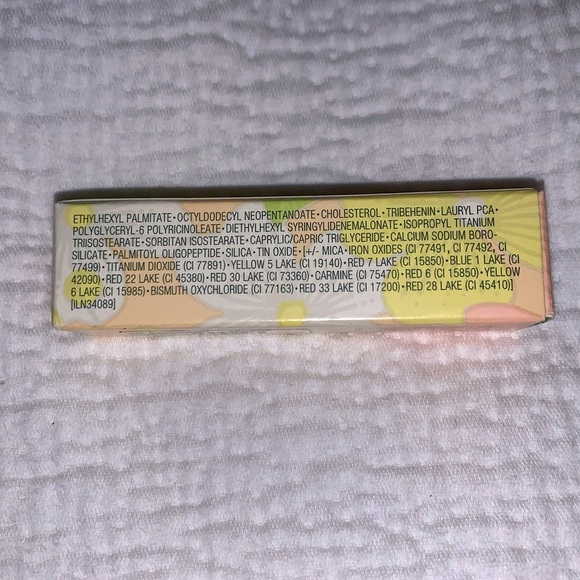 ETHYLHEXYL PALMITATE • OCTYLDODECYL NEOPENTANOATE • CHOLESTEROL • TRIBEHENIN • LAURYL PCA •
POLYGLYCERYL-6 POLYRICINOLEATE • DIETHYLHEXYL SYRINGYLIDENEMALONATE • ISOPROPYL TITANIUM
TRIISOSTEARATE • SORBITAN ISOSTEARATE • CAPRYLIC/CAPRIC TRIGLYCERIDE • CALCIUM SODIUM BORO-
SILICATE • PALMITOYL OLIGOPEPTIDE • SILICA • TIN OXIDE • [+/- MICA • IRON OXIDES (CI 77491, CI 77492, CI
77499) • TITANIUM DIOXIDE (CI 77891) • YELLOW 5 LAKE (CI 19140) • RED 7 LAKE (CI 15850) • BLUE 1 LAKE (CI
42090) • RED 22 LAKE (CI 45380) • RED 30 LAKE (CI 73360) • CARMINE (CI 75470) • RED 6 (CI 15850) • YELLOW
6 LAKE (CI 15985) • BISMUTH OXYCHLORIDE (CI 77163) • RED 33 LAKE (CI 17200) • RED 28 LAKE (CI 45410)]
[ILN34089]